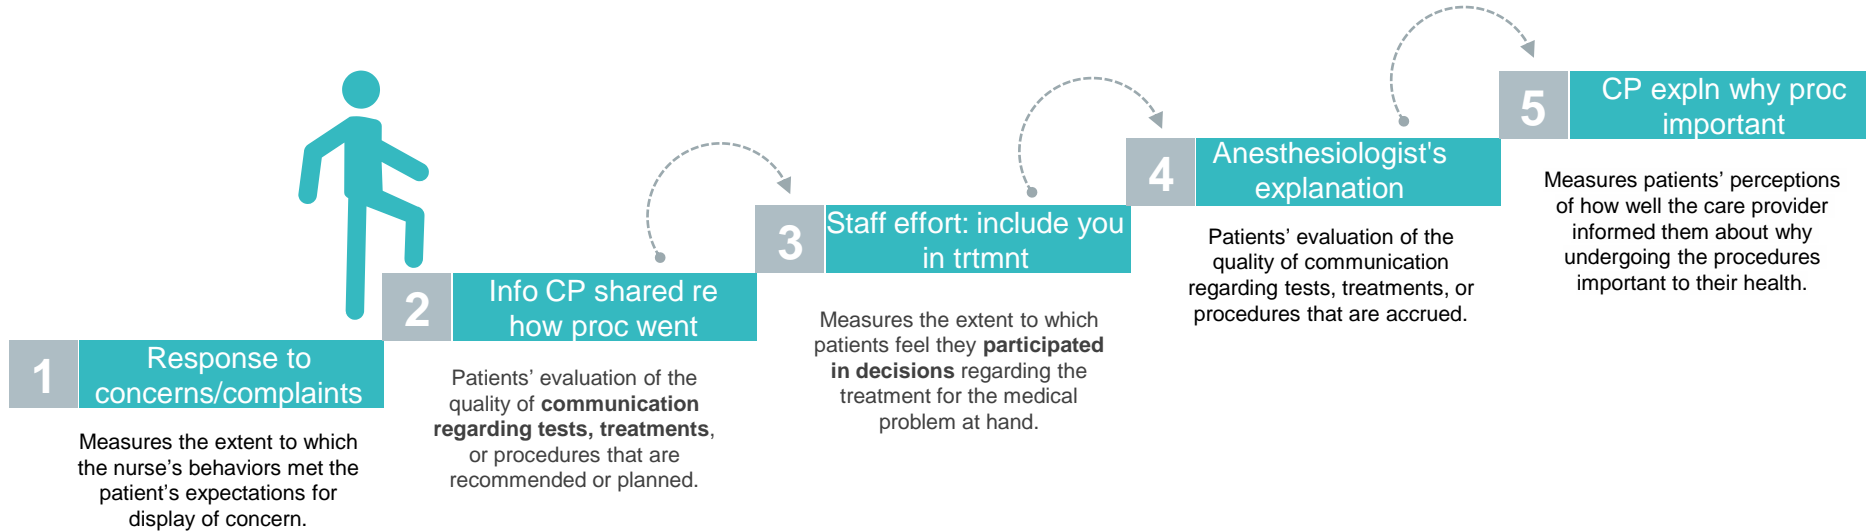 1
Response to
concerns/complaints
Measures the extent to which
the nurse’s behaviors met the
patient’s expectations for
display of concern.
2
Info CP shared re
how proc went
Patients’ evaluation of the
quality of communication
regarding tests, treatments,
or procedures that are
recommended or planned.
3
Staff effort: include you
in trtmnt
Measures the extent to which
patients feel they participated
in decisions regarding the
treatment for the medical
problem at hand.
4
Anesthesiologist's
explanation
Patients’ evaluation of the
quality of communication
regarding tests, treatments, or
procedures that are accrued.
5
CP expln why proc
important
Measures patients’ perceptions
of how well the care provider
informed them about why
undergoing the procedures
important to their health.